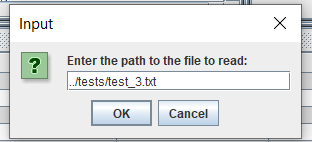 Input
Enter the path to the file to read:
../tests/test_3.txt
OK Cancel